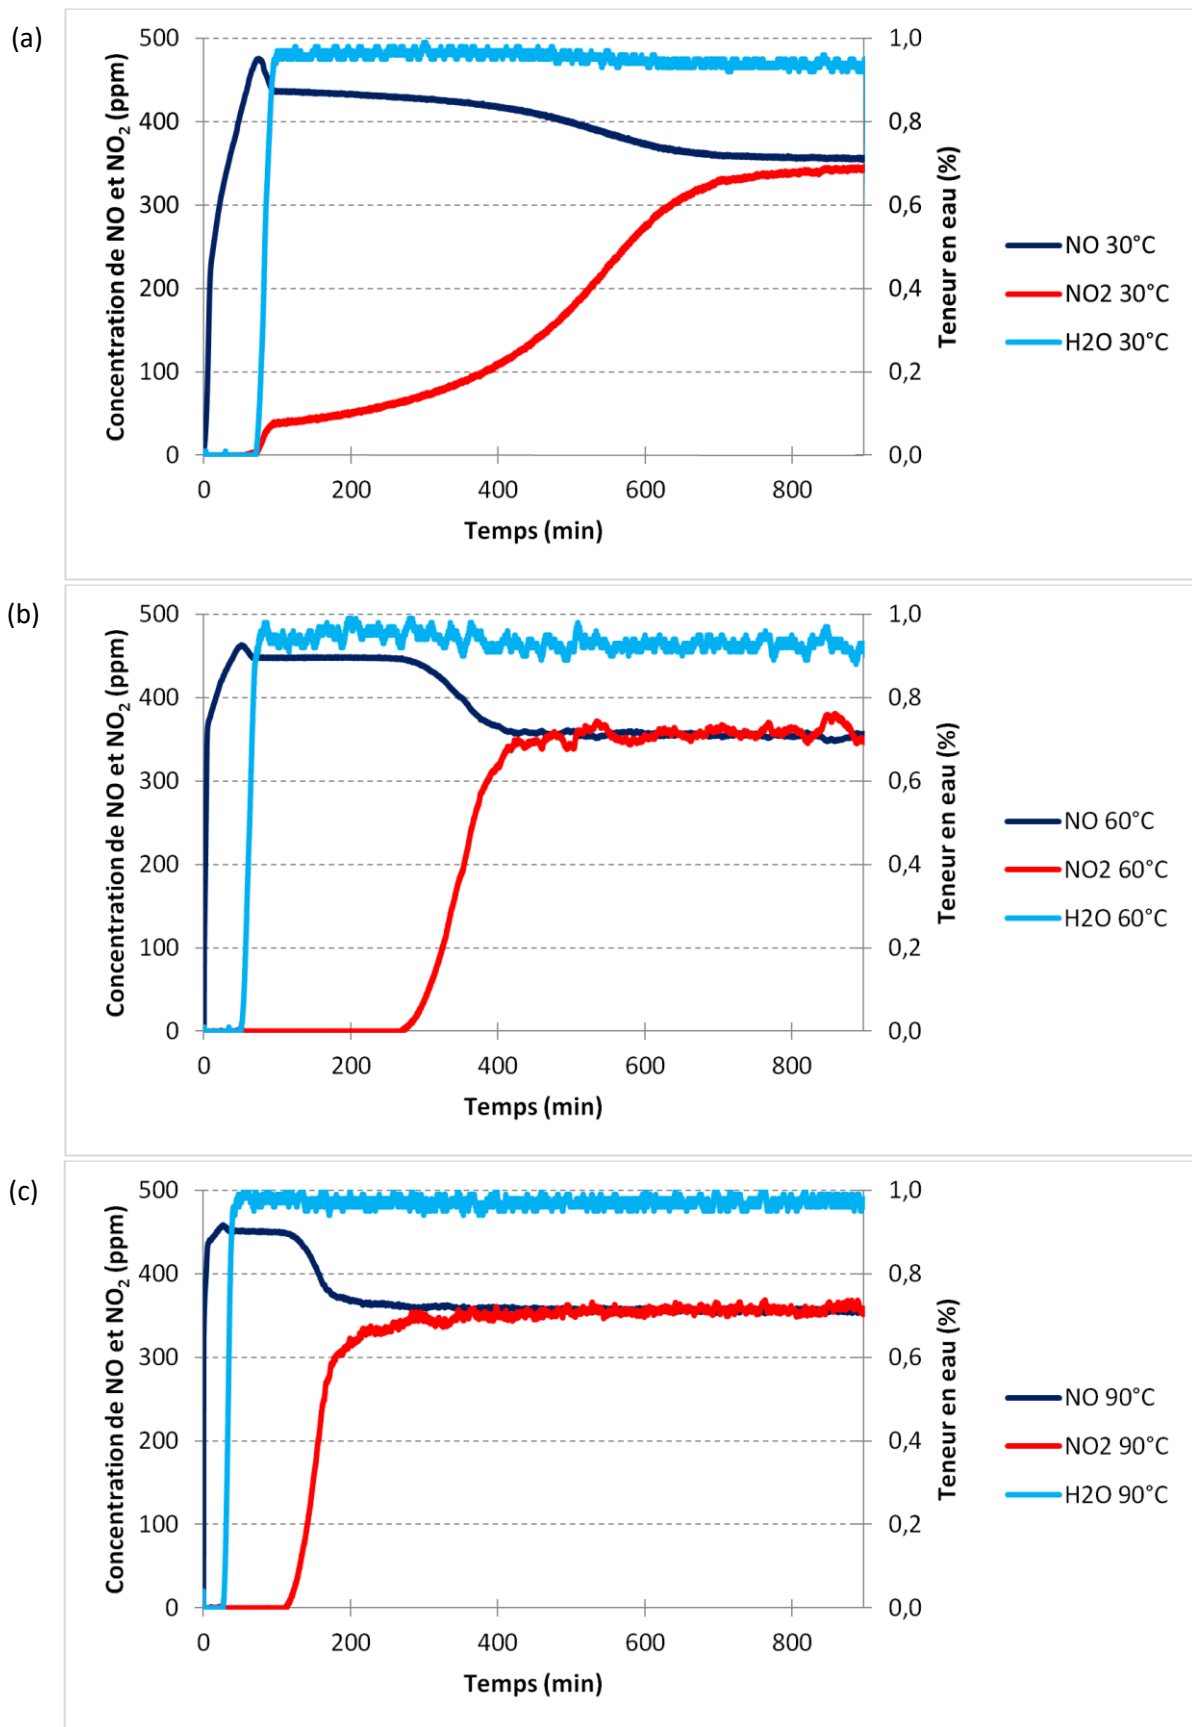 (a)
Concentration de NO et NO₂ (ppm)
500
400
300
200
100
0
0 200 400 600 800
Temps (min)
1,0
0,8
0,6
0,4
0,2
0,0
Teneur en eau (%)
NO 30°C
NO2 30°C
H2O 30°C
(b)
Concentration de NO et NO₂ (ppm)
500
400
300
200
100
0
0 200 400 600 800
Temps (min)
1,0
0,8
0,6
0,4
0,2
0,0
Teneur en eau (%)
NO 60°C
NO2 60°C
H2O 60°C
(c)
Concentration de NO et NO₂ (ppm)
500
400
300
200
100
0
0 200 400 600 800
Temps (min)
1,0
0,8
0,6
0,4
0,2
0,0
Teneur en eau (%)
NO 90°C
NO2 90°C
H2O 90°C